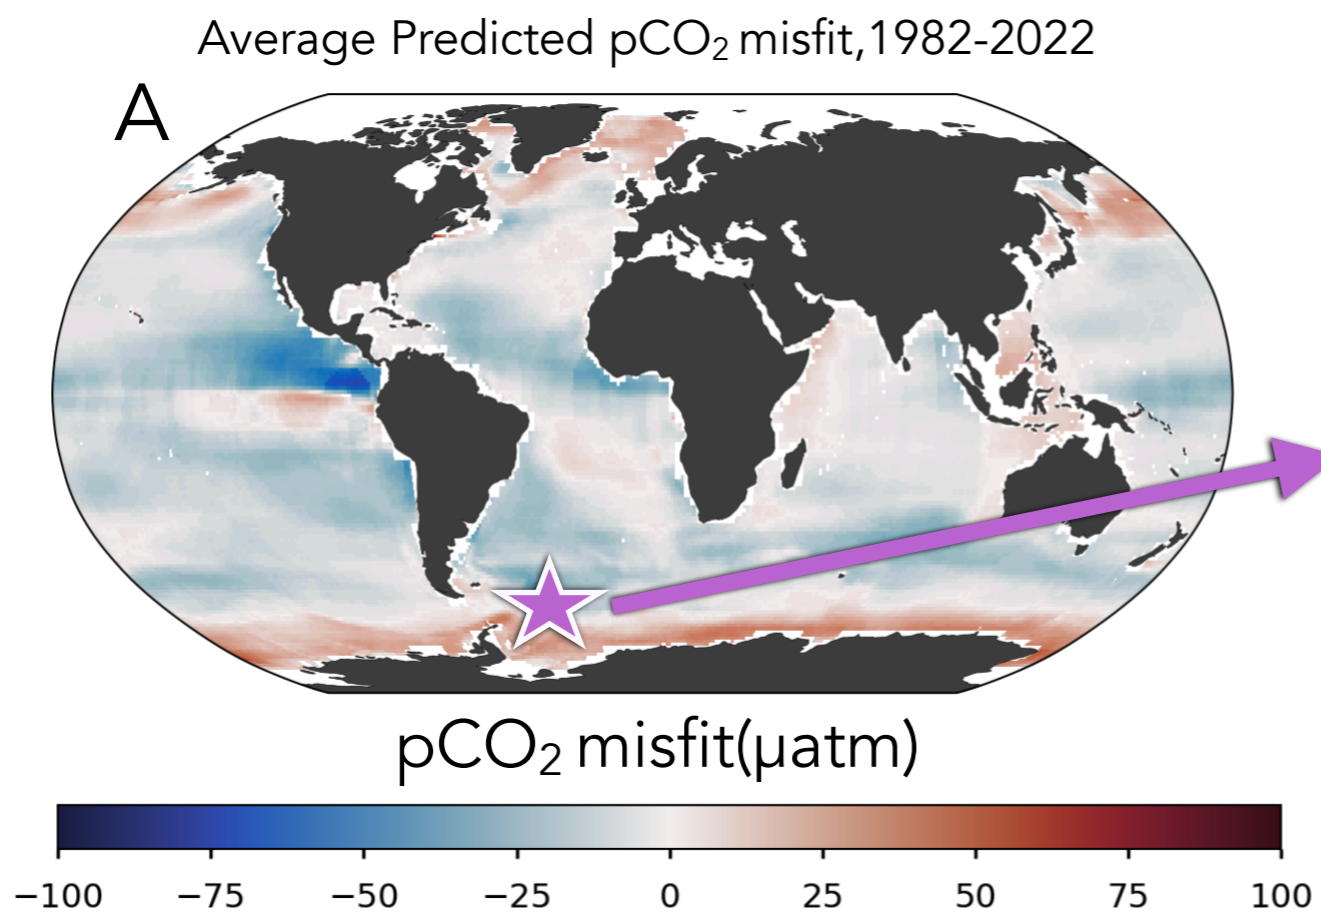 Average Predicted pCO₂ misfit,1982-2022
A
pCO₂ misfit(μatm)
−100 −75 −50 −25 0 25 50 75 100